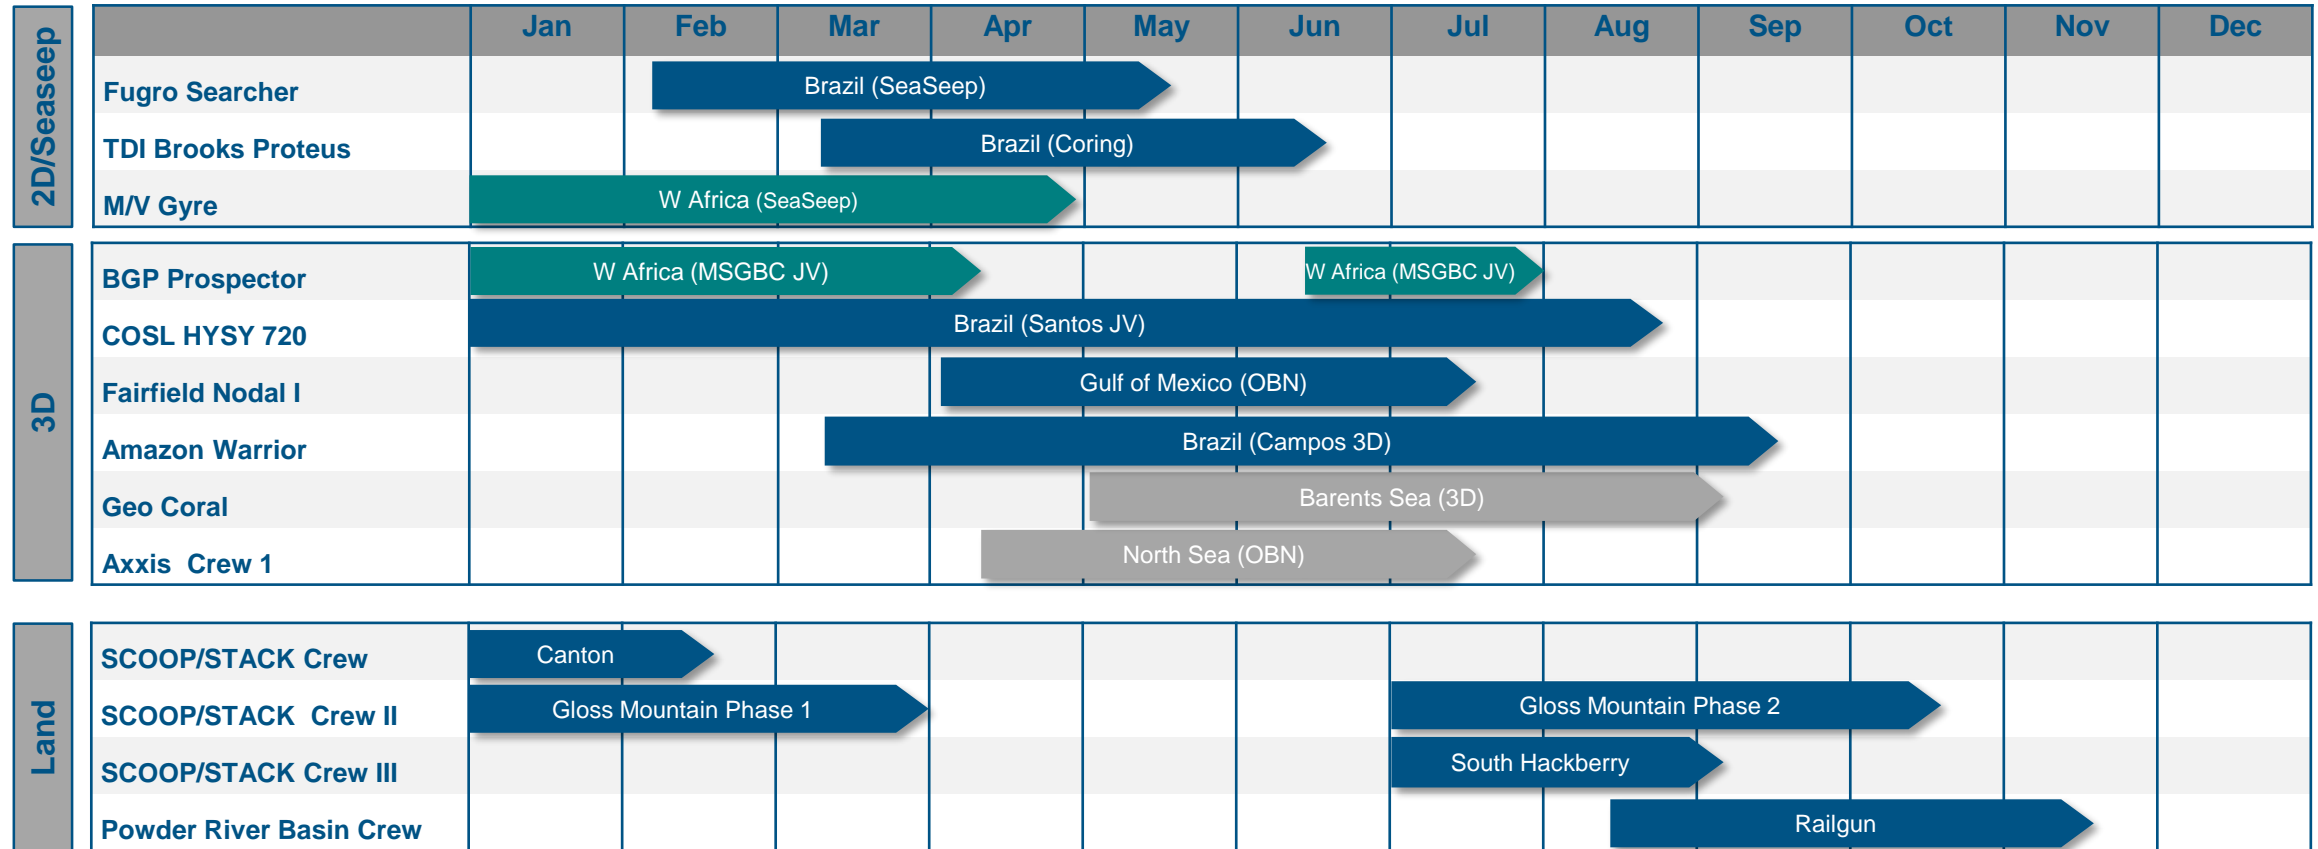 Jan Feb Mar Apr May Jun Jul Aug Sep Oct Nov Dec
2D/Seaseep
Fugro Searcher
Brazil (SeaSeep)
TDI Brooks Proteus
Brazil (Coring)
M/V Gyre
W Africa (SeaSeep)
3D
BGP Prospector
W Africa (MSGBC JV)
W Africa (MSGBC JV)
COSL HYSY 720
Brazil (Santos JV)
Fairfield Nodal I
Gulf of Mexico (OBN)
Amazon Warrior
Brazil (Campos 3D)
Geo Coral
Barents Sea (3D)
Axxis Crew 1
North Sea (OBN)
Land
SCOOP/STACK Crew
Canton
SCOOP/STACK Crew II
Gloss Mountain Phase 1
Gloss Mountain Phase 2
SCOOP/STACK Crew III
South Hackberry
Powder River Basin Crew
Railgun